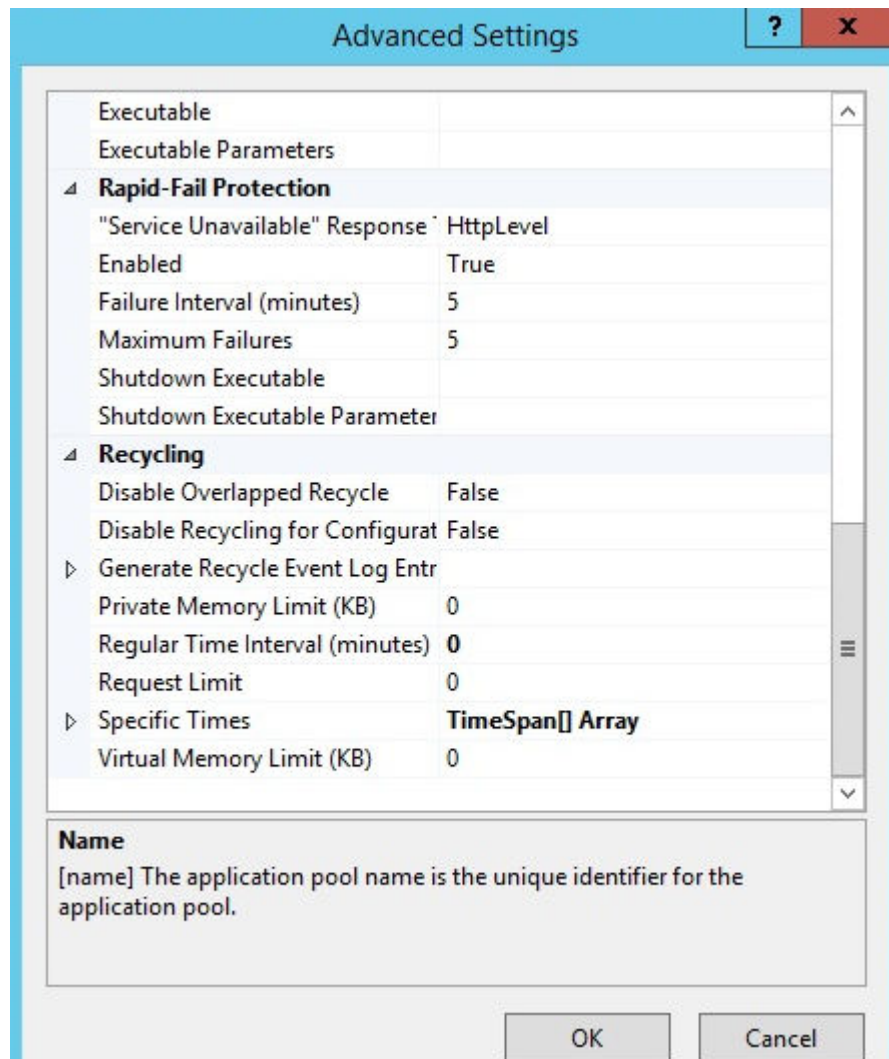 Advanced Settings
? x
Executable
Executable Parameters
Rapid-Fail Protection
"Service Unavailable" Response HttpLevel
Enabled True
Failure Interval (minutes) 5
Maximum Failures 5
Shutdown Executable
Shutdown Executable Parameter
Recycling
Disable Overlapped Recycle False
Disable Recycling for Configurat False
Generate Recycle Event Log Entr
Private Memory Limit (KB) 0
Regular Time Interval (minutes) 0
Request Limit 0
Specific Times TimeSpan[] Array
Virtual Memory Limit (KB) 0
Name
[name] The application pool name is the unique identifier for the
application pool.
OK Cancel